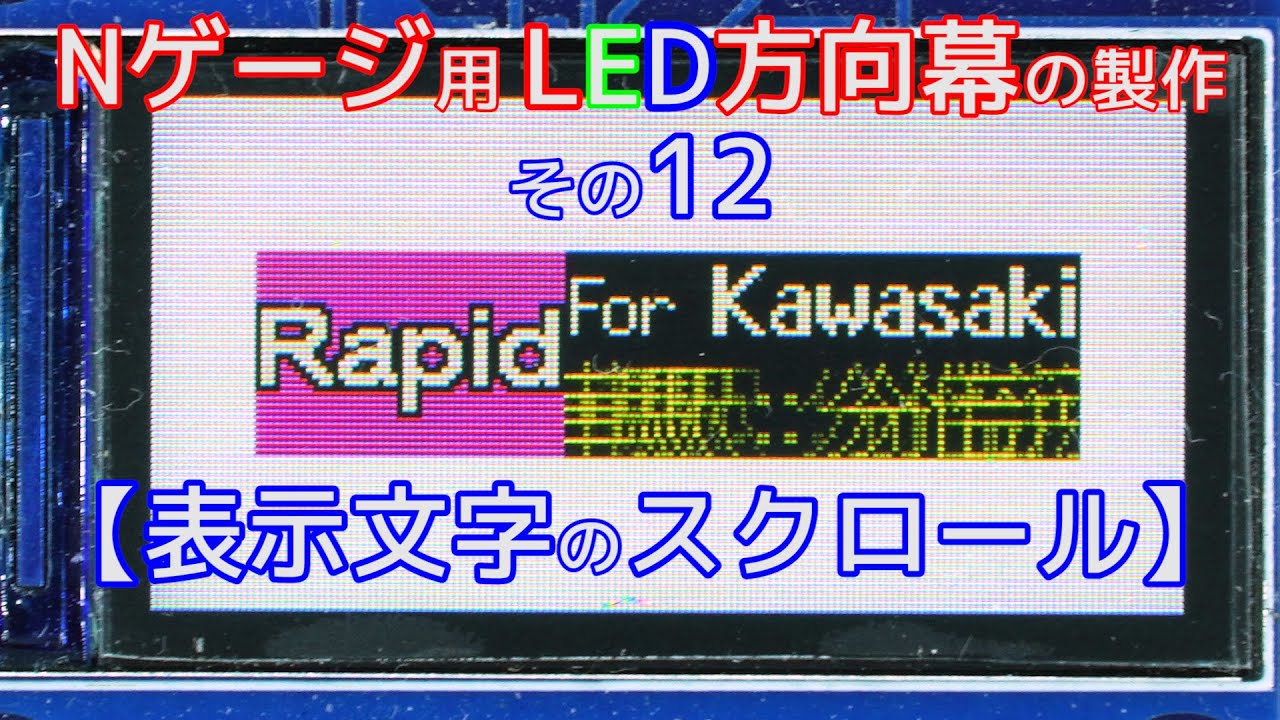 Nゲージ用LED方向幕の製作
その12
Rapid For Kawasaki
【表示文字のスクロール】